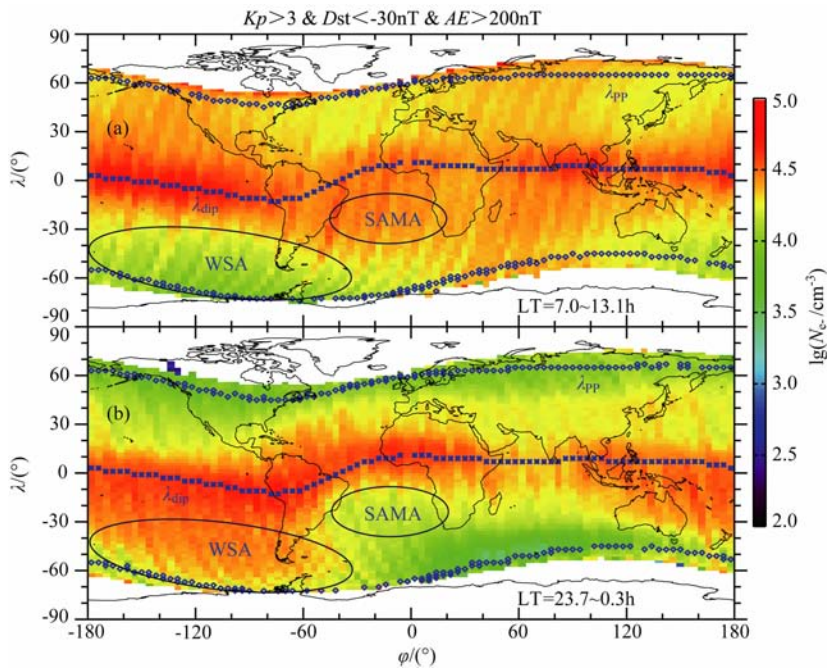 Kp>3 & Dst<-30nT & AE>200nT
90
60
30
0
-30
-60
-90
λ/(°)
(a)
λpp
λdip
SAMA
WSA
LT=7.0~13.1h
90
60
30
0
-30
-60
-90
λ/(°)
(b)
λpp
λdip
SAMA
WSA
LT=23.7~0.3h
-180 -120 -60 0 60 120 180
φ/(°)
5.0
4.5
4.0
3.5
3.0
2.5
2.0
lg(Ne-/cm-3)